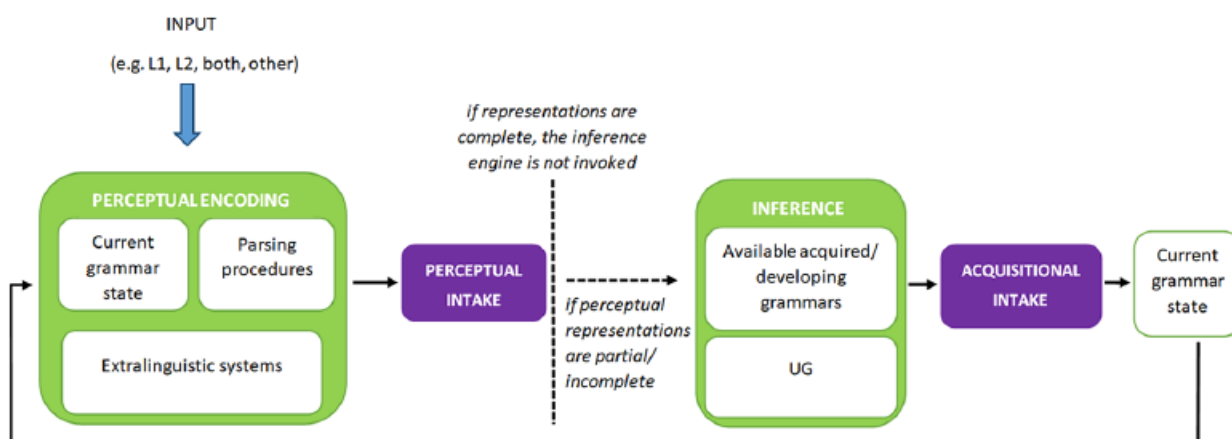 INPUT
(e.g. L1, L2, both, other)
PERCEPTUAL ENCODING
Current
grammar
state
Parsing
procedures
Extralinguistic systems
PERCEPTUAL
INTAKE
if representations are
complete, the inference
engine is not invoked
if perceptual
representations
are partial/
incomplete
INFERENCE
Available acquired/
developing
grammars
UG
ACQUISITIONAL
INTAKE
Current
grammar
state